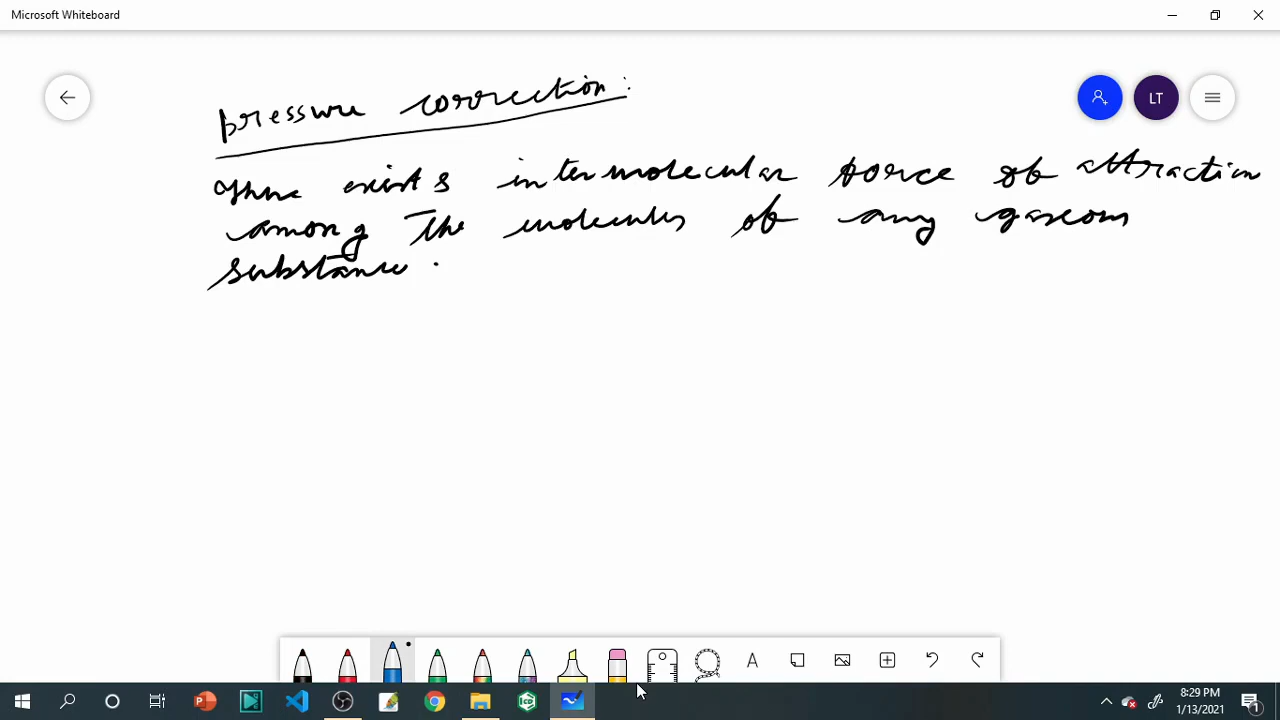 Microsoft Whiteboard
LT
pressure correction:
There exists intermolecular force of attraction
among the molecules of any gaseous
substance.
A
8:29 PM
1/13/2021